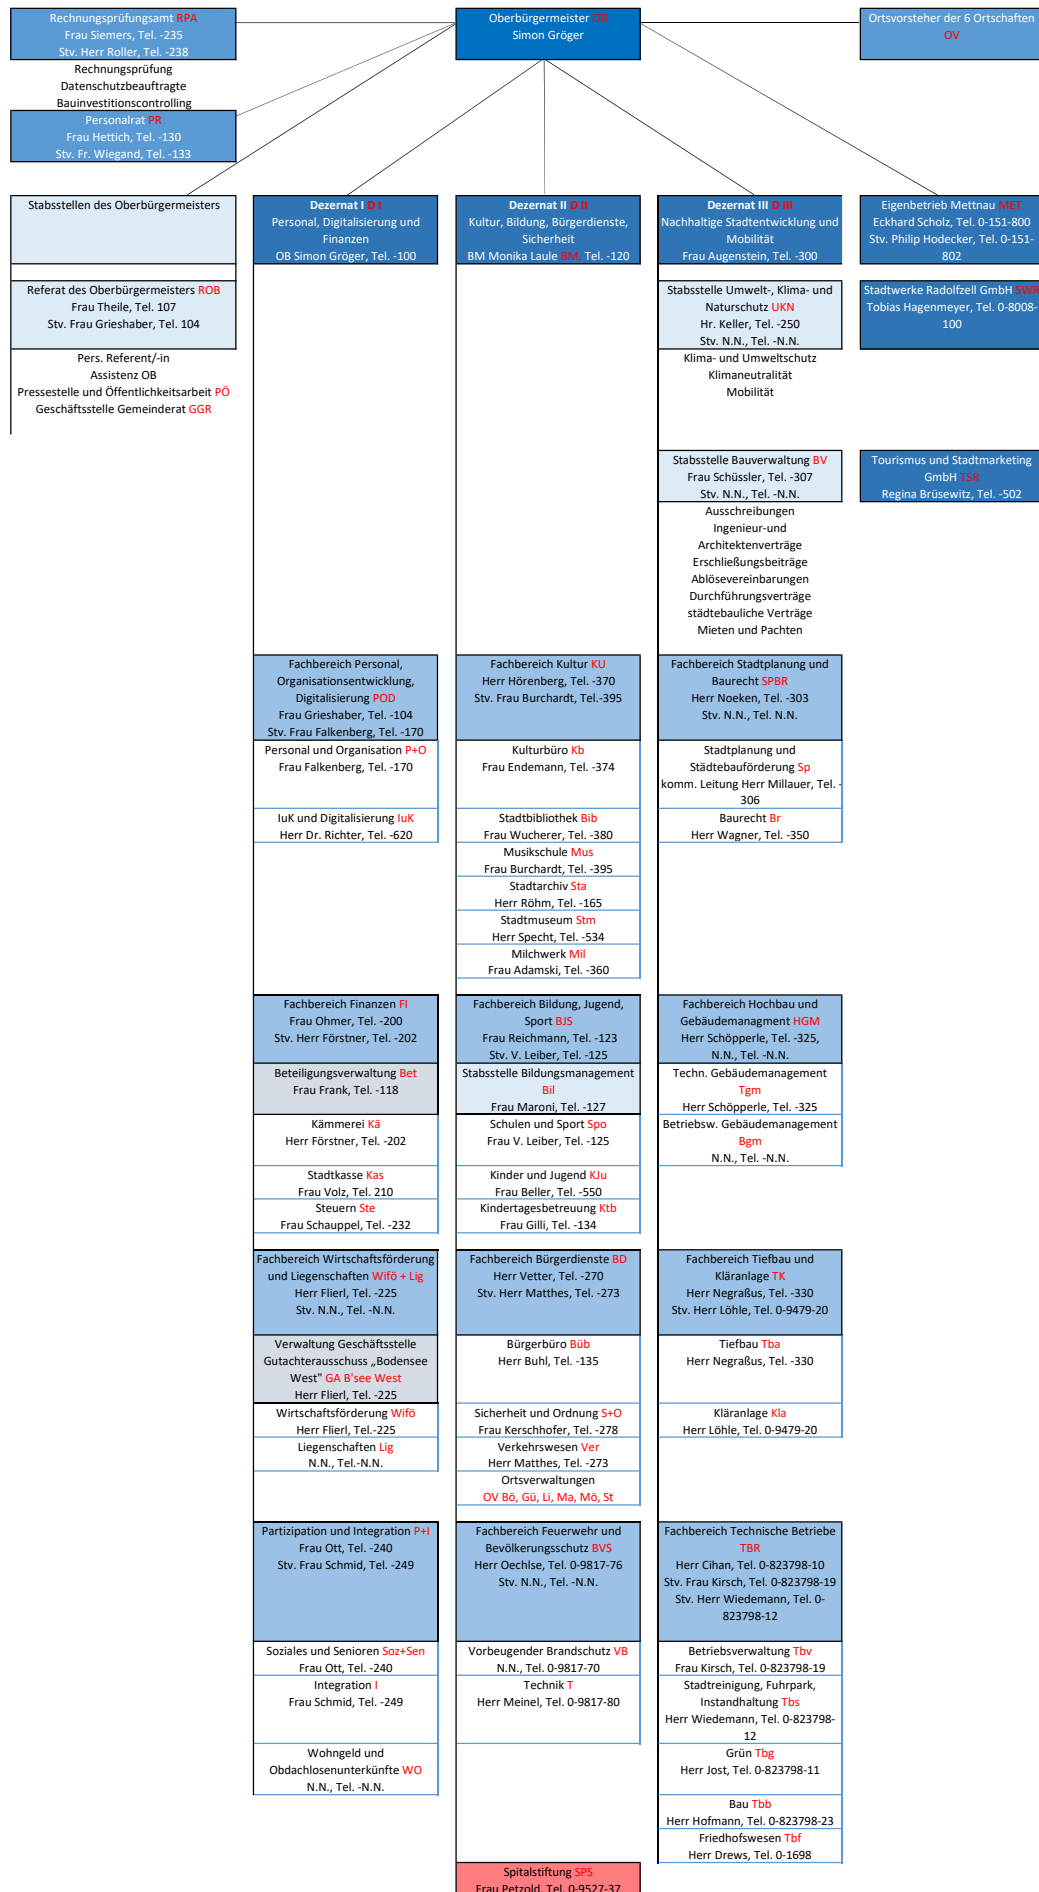 Rechnungsprüfungsamt RPA
Frau Siemers, Tel. -235
Stv. Herr Roller, Tel. -238
Rechnungsprüfung
Datenschutzbeauftragte
Bauinvestitionscontrolling
Personalrat PR
Frau Hettich, Tel. -130
Stv. Fr. Wiegand, Tel. -133
Oberbürgermeister OB
Simon Gröger
Ortsvorsteher der 6 Ortschaften
OV
Stabsstellen des Oberbürgermeisters
Referat des Oberbürgermeisters ROB
Frau Theile, Tel. 107
Stv. Frau Grieshaber, Tel. 104
Pers. Referent/-in
Assistenz OB
Pressestelle und Öffentlichkeitsarbeit PÖ
Geschäftsstelle Gemeinderat GGR
Dezernat I D I
Personal, Digitalisierung und
Finanzen
OB Simon Gröger, Tel. -100
Fachbereich Personal,
Organisationsentwicklung,
Digitalisierung POD
Frau Grieshaber, Tel. -104
Stv. Frau Falkenberg, Tel. -170
Personal und Organisation P+O
Frau Falkenberg, Tel. -170
IuK und Digitalisierung IuK
Herr Dr. Richter, Tel. -620
Fachbereich Finanzen FI
Frau Ohmer, Tel. -200
Stv. Herr Förstner, Tel. -202
Beteiligungsverwaltung Bet
Frau Frank, Tel. -118
Kämmerei Kä
Herr Förstner, Tel. -202
Stadtkasse Kas
Frau Volz, Tel. 210
Steuern Ste
Frau Schauppel, Tel. -232
Fachbereich Wirtschaftsförderung
und Liegenschaften Wifö + Lig
Herr Flierl, Tel. -225
Stv. N.N., Tel. -N.N.
Verwaltung Geschäftsstelle
Gutachterausschuss „Bodensee
West" GA B'see West
Herr Flierl, Tel. -225
Wirtschaftsförderung Wifö
Herr Flierl, Tel.-225
Liegenschaften Lig
N.N., Tel.-N.N.
Partizipation und Integration P+I
Frau Ott, Tel. -240
Stv. Frau Schmid, Tel. -249
Soziales und Senioren Soz+Sen
Frau Ott, Tel. -240
Integration I
Frau Schmid, Tel. -249
Wohngeld und
Obdachlosenunterkünfte WO
N.N., Tel. -N.N.
Dezernat II D II
Kultur, Bildung, Bürgerdienste,
Sicherheit
BM Monika Laule BM, Tel. -120
Fachbereich Kultur KU
Herr Hörenberg, Tel. -370
Stv. Frau Burchardt, Tel.-395
Kulturbüro Kb
Frau Endemann, Tel. -374
Stadtbibliothek Bib
Frau Wucherer, Tel. -380
Musikschule Mus
Frau Burchardt, Tel. -395
Stadtarchiv Sta
Herr Röhm, Tel. -165
Stadtmuseum Stm
Herr Specht, Tel. -534
Milchwerk Mil
Frau Adamski, Tel. -360
Fachbereich Bildung, Jugend,
Sport BJS
Frau Reichmann, Tel. -123
Stv. V. Leiber, Tel. -125
Stabsstelle Bildungsmanagement
Bil
Frau Maroni, Tel. -127
Schulen und Sport Spo
Frau V. Leiber, Tel. -125
Kinder und Jugend KJu
Frau Beller, Tel. -550
Kindertagesbetreuung Ktb
Frau Gilli, Tel. -134
Fachbereich Bürgerdienste BD
Herr Vetter, Tel. -270
Stv. Herr Matthes, Tel. -273
Bürgerbüro Büb
Herr Buhl, Tel. -135
Sicherheit und Ordnung S+O
Frau Kerschhofer, Tel. -278
Verkehrswesen Ver
Herr Matthes, Tel. -273
Ortsverwaltungen
OV Bö, Gü, Li, Ma, Mö, St
Fachbereich Feuerwehr und
Bevölkerungsschutz BVS
Herr Oechlse, Tel. 0-9817-76
Stv. N.N., Tel. -N.N.
Vorbeugender Brandschutz VB
N.N., Tel. 0-9817-70
Technik T
Herr Meinel, Tel. 0-9817-80
Spitalstiftung SPS
Frau Petzold, Tel. 0-9527-37
Dezernat III D III
Nachhaltige Stadtentwicklung und
Mobilität
Frau Augenstein, Tel. -300
Stabsstelle Umwelt-, Klima- und
Naturschutz UKN
Hr. Keller, Tel. -250
Stv. N.N., Tel. -N.N.
Klima- und Umweltschutz
Klimaneutralität
Mobilität
Stabsstelle Bauverwaltung BV
Frau Schüssler, Tel. -307
Stv. N.N., Tel. -N.N.
Ausschreibungen
Ingenieur-und
Architektenverträge
Erschließungsbeiträge
Ablösevereinbarungen
Durchführungsverträge
städtebauliche Verträge
Mieten und Pachten
Fachbereich Stadtplanung und
Baurecht SPBR
Herr Noeken, Tel. -303
Stv. N.N., Tel. N.N.
Stadtplanung und
Städtebauförderung Sp
komm. Leitung Herr Millauer, Tel. -
306
Baurecht Br
Herr Wagner, Tel. -350
Fachbereich Hochbau und
Gebäudemanagment HGM
Herr Schöpperle, Tel. -325,
N.N., Tel. -N.N.
Techn. Gebäudemanagement
Tgm
Herr Schöpperle, Tel. -325
Betriebsw. Gebäudemanagement
Bgm
N.N., Tel. -N.N.
Fachbereich Tiefbau und
Kläranlage TK
Herr Negraßus, Tel. -330
Stv. Herr Löhle, Tel. 0-9479-20
Tiefbau Tba
Herr Negraßus, Tel. -330
Kläranlage Kla
Herr Löhle, Tel. 0-9479-20
Fachbereich Technische Betriebe
TBR
Herr Cihan, Tel. 0-823798-10
Stv. Frau Kirsch, Tel. 0-823798-19
Stv. Herr Wiedemann, Tel. 0-
823798-12
Betriebsverwaltung Tbv
Frau Kirsch, Tel. 0-823798-19
Stadtreinigung, Fuhrpark,
Instandhaltung Tbs
Herr Wiedemann, Tel. 0-823798-
12
Grün Tbg
Herr Jost, Tel. 0-823798-11
Bau Tbb
Herr Hofmann, Tel. 0-823798-23
Friedhofswesen Tbf
Herr Drews, Tel. 0-1698
Eigenbetrieb Mettnau MET
Eckhard Scholz, Tel. 0-151-800
Stv. Philip Hodecker, Tel. 0-151-
802
Stadtwerke Radolfzell GmbH SWR
Tobias Hagenmeyer, Tel. 0-8008-
100
Tourismus und Stadtmarketing
GmbH TSR
Regina Brüsewitz, Tel. -502